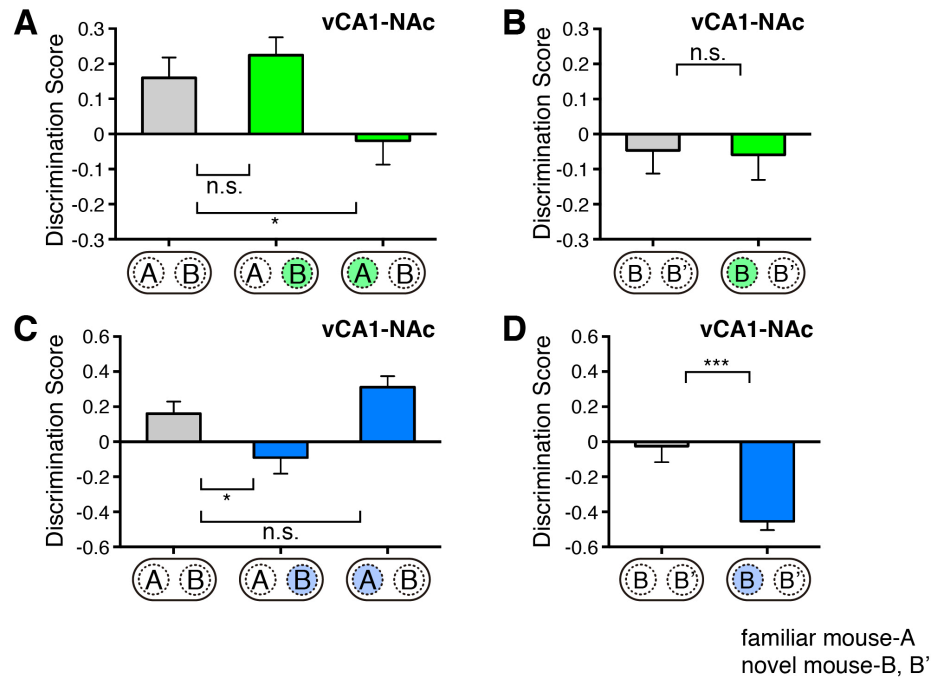 A
vCA1-NAc
Discrimination Score
0.3
0.2
0.1
0
-0.1
-0.2
-0.3
n.s.
*
A B
A B
A B
B
vCA1-NAc
Discrimination Score
0.3
0.2
0.1
0
-0.1
-0.2
-0.3
n.s.
B B’
B B’
C
vCA1-NAc
Discrimination Score
0.6
0.4
0.2
0
-0.2
-0.4
-0.6
*
n.s.
A B
A B
A B
D
vCA1-NAc
Discrimination Score
0.6
0.4
0.2
0
-0.2
-0.4
-0.6
***
B B’
B B’
familiar mouse-A
novel mouse-B, B’